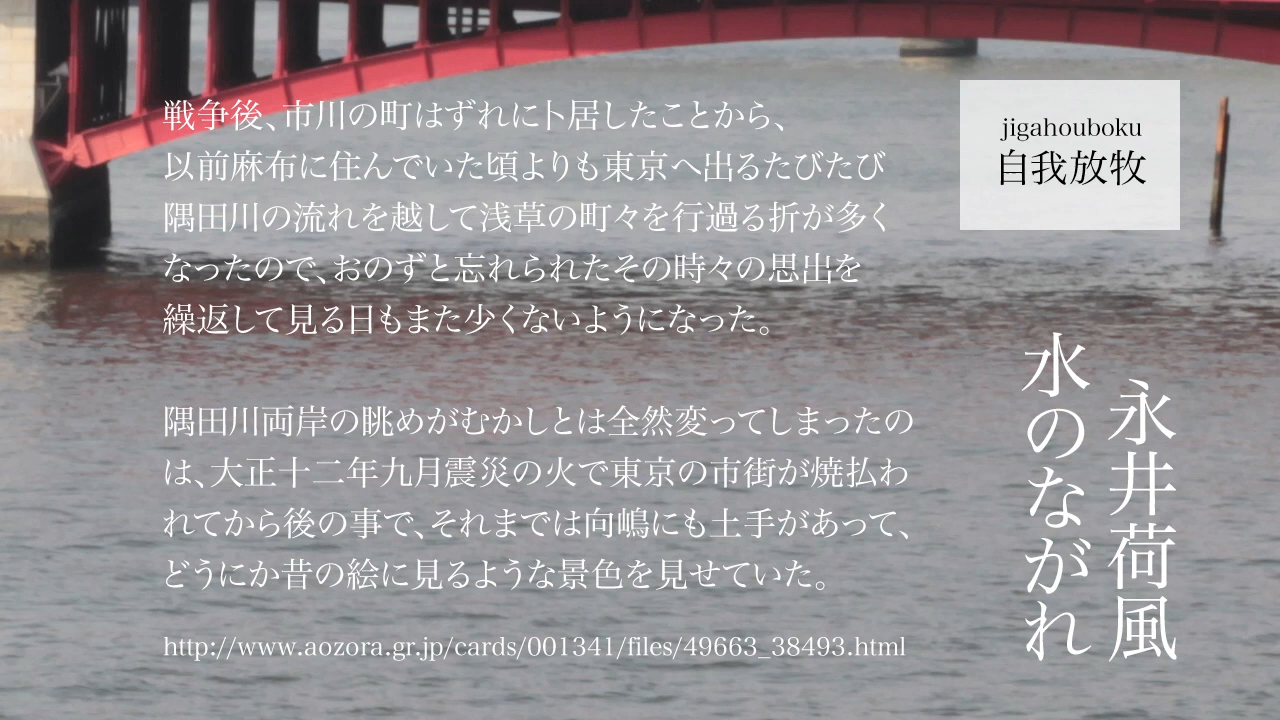 戦争後、市川の町はずれに卜居したことから、
以前麻布に住んでいた頃よりも東京へ出るたびたび
隅田川の流れを越して浅草の町々を行過る折が多く
なったので、おのずと忘れられたその時々の思出を
繰返して見る日もまた少くないようになった。
隅田川両岸の眺めがむかしとは全然変ってしまったの
は、大正十二年九月震災の火で東京の市街が焼払わ
れてから後の事で、それまでは向嶋にも土手があって、
どうにか昔の絵に見るような景色を見せていた。
http://www.aozora.gr.jp/cards/001341/files/49663_38493.html
jigahouboku
自我放牧
永井荷風
水のながれ